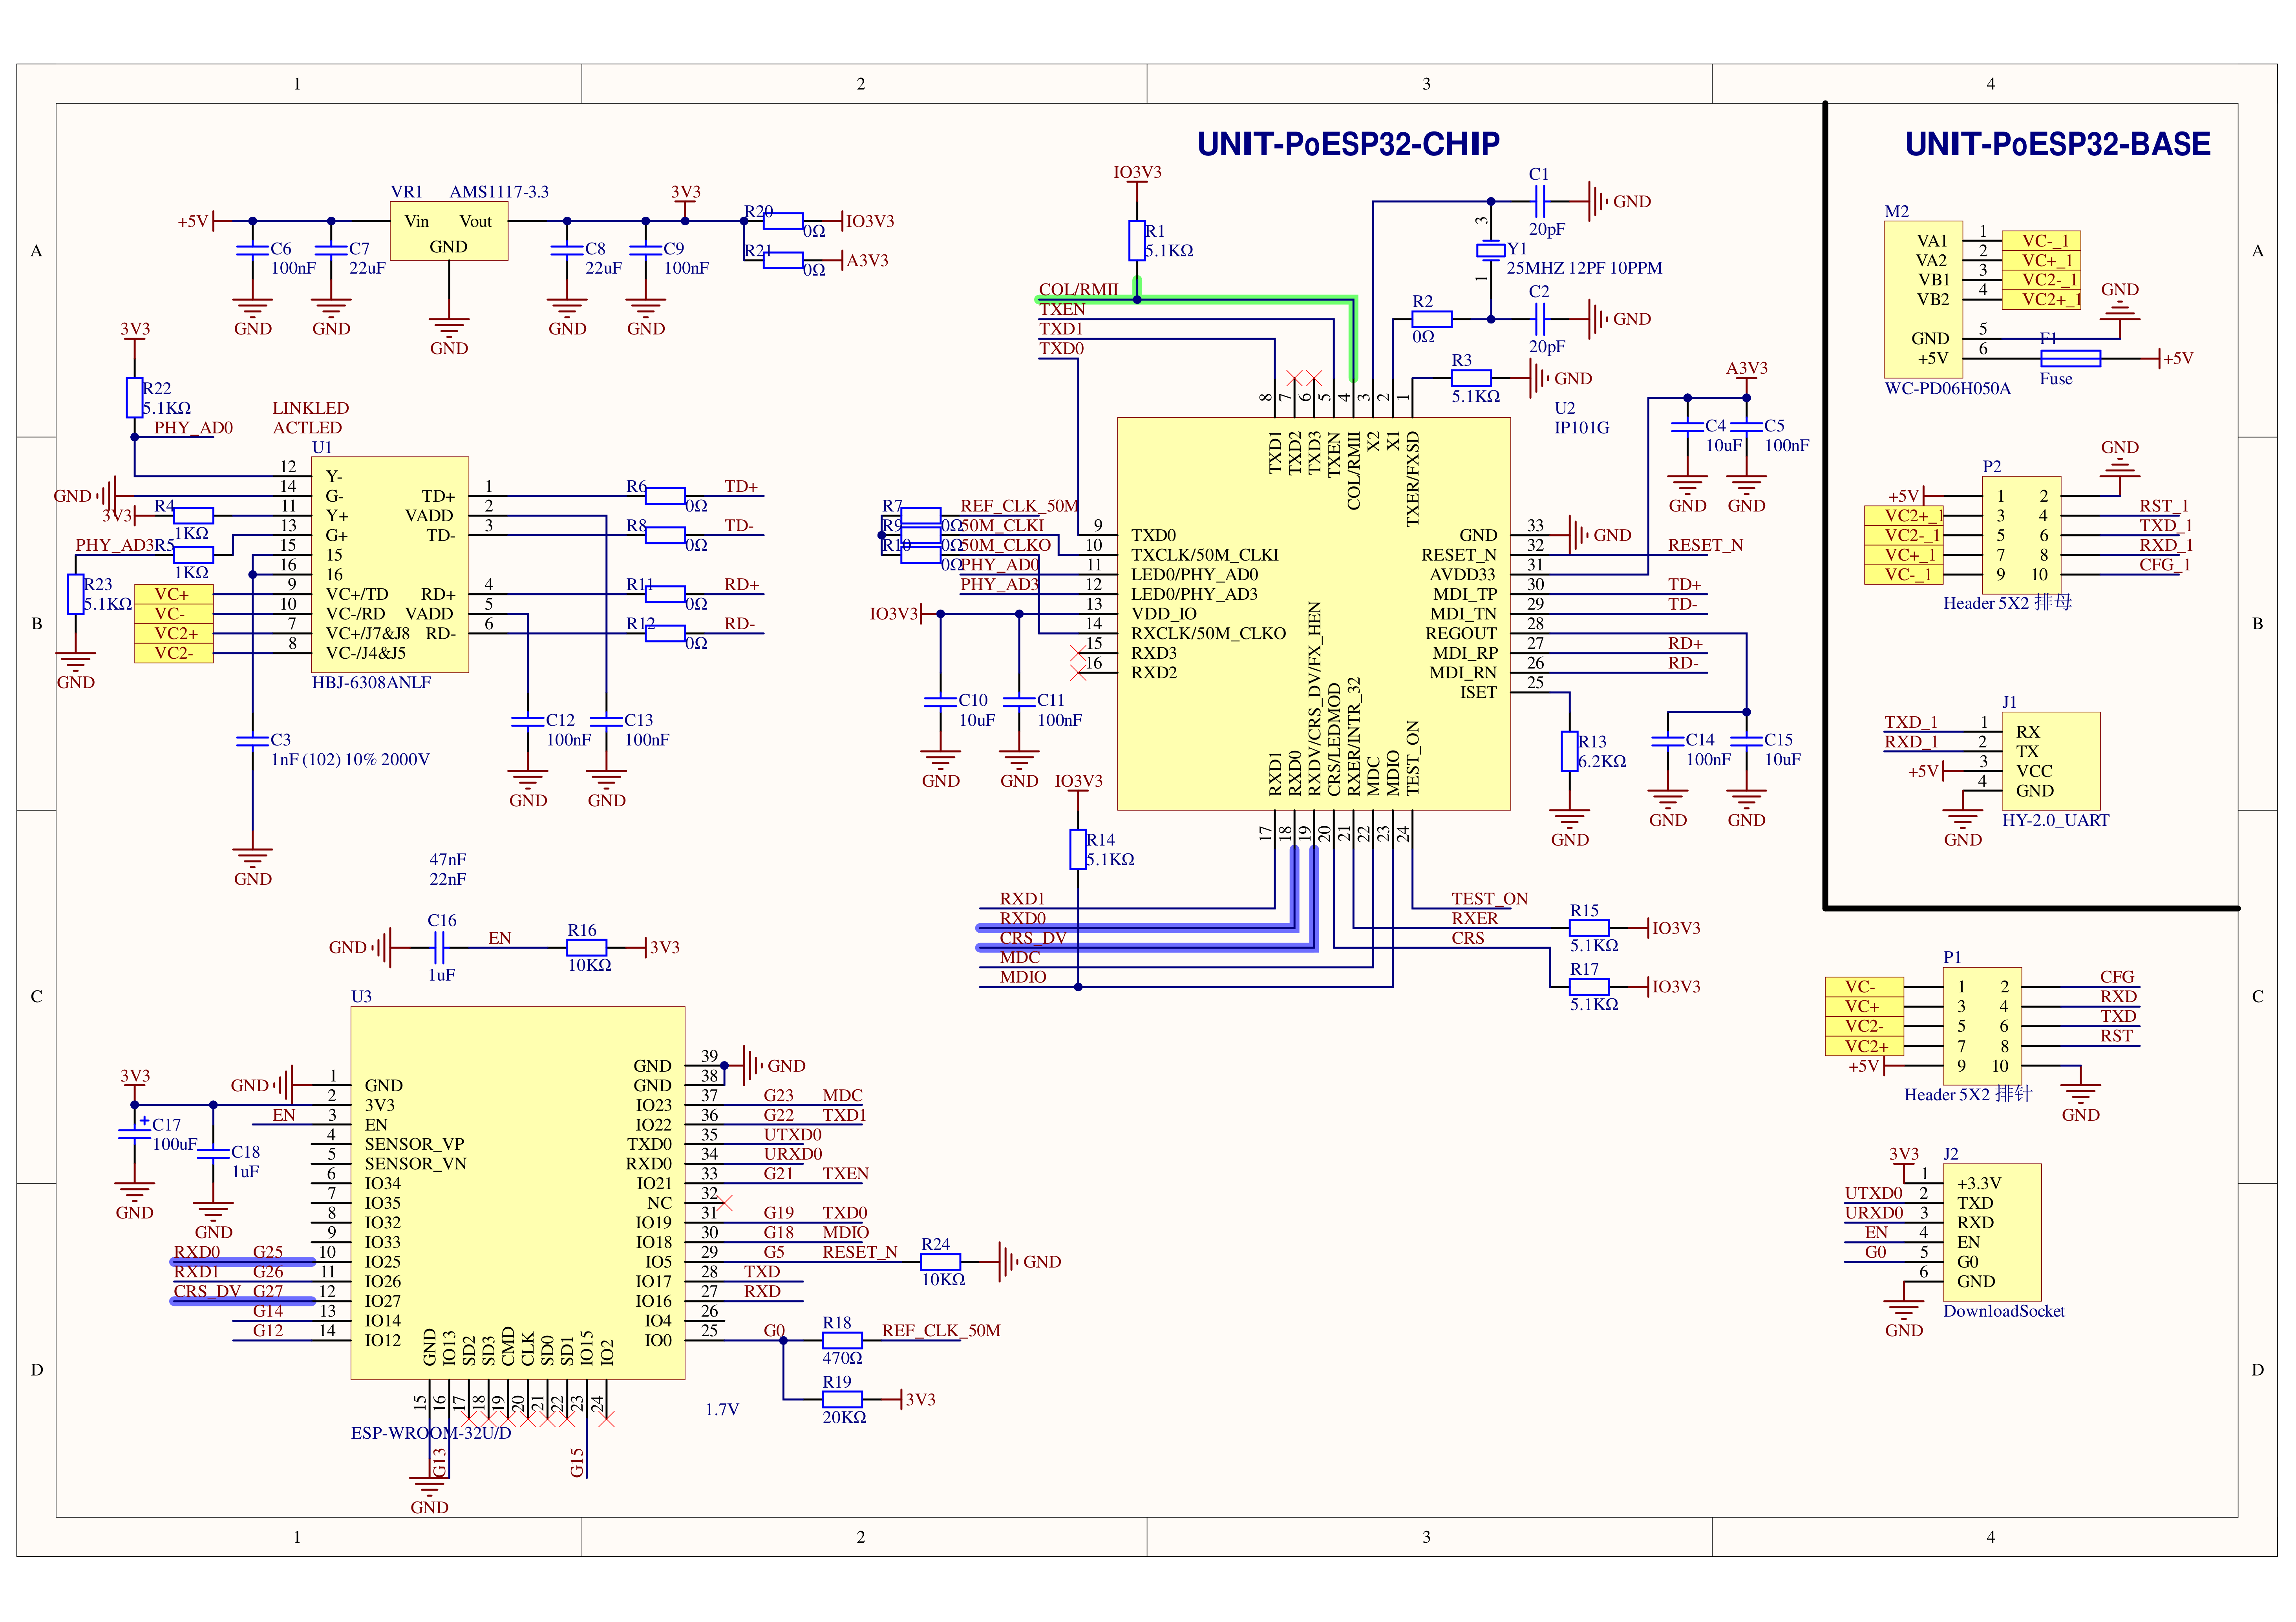 1 2 3 4
A
B
C
D
UNIT-PoESP32-CHIP
UNIT-PoESP32-BASE
VR1 AMS1117-3.3
+5V Vin Vout GND 3V3
C6 100nF
C7 22uF
C8 22uF
C9 100nF
R20 0Ω IO3V3
R21 0Ω A3V3
GND GND GND GND GND
3V3
R22 5.1KΩ
PHY_AD0
LINKLED
ACTLED
U1
12 Y-
GND 14 G-
3V3 R4 1KΩ 11 Y+
13 G+
PHY_AD3 R5 1KΩ 15 15
16 16
R23 5.1KΩ GND
VC+ 9 VC+/TD
VC- 10 VC-/RD
VC2+ 7 VC+/J7&J8
VC2- 8 VC-/J4&J5
TD+ 1 R6 0Ω TD+
VADD 2
TD- 3 R8 0Ω TD-
RD+ 4 R11 0Ω RD+
VADD 5
RD- 6 R12 0Ω RD-
HBJ-6308ANLF
C12 100nF GND
C13 100nF GND
C3
1nF (102) 10% 2000V
GND
47nF
22nF
GND C16 1uF EN R16 10KΩ 3V3
IO3V3
R1 5.1KΩ
COL/RMII
TXEN
TXD1
TXD0
C1 20pF GND
3 Y1 1
25MHZ 12PF 10PPM
R2 0Ω C2 20pF GND
R3 5.1KΩ GND
U2
IP101G
A3V3
C4 10uF GND
C5 100nF GND
8 7 6 5 4 3 2 1
TXD1 TXD2 TXD3 TXEN COL/RMII X2 X1 TXER/FXSD
R7 0Ω REF_CLK_50M
R9 0Ω 50M_CLKI
R10 0Ω 50M_CLKO
PHY_AD0
PHY_AD3
9 TXD0
10 TXCLK/50M_CLKI
11 LED0/PHY_AD0
12 LED0/PHY_AD3
IO3V3 13 VDD_IO
14 RXCLK/50M_CLKO
15 RXD3
16 RXD2
GND 33 GND
RESET_N 32 RESET_N
AVDD33 31
MDI_TP 30 TD+
MDI_TN 29 TD-
REGOUT 28
MDI_RP 27 RD+
MDI_RN 26 RD-
ISET 25
C10 10uF GND
C11 100nF GND
R13 6.2KΩ GND
C14 100nF GND
C15 10uF GND
RXD1 RXD0 RXDV/CRS_DV/FX_HEN CRS/LEDMOD RXER/INTR_32 MDC MDIO TEST_ON
17 18 19 20 21 22 23 24
IO3V3
R14 5.1KΩ
RXD1
RXD0
CRS_DV
MDC
MDIO
TEST_ON
RXER R15 5.1KΩ IO3V3
CRS R17 5.1KΩ IO3V3
U3
GND 1 GND
3V3 2 3V3
EN 3 EN
4 SENSOR_VP
5 SENSOR_VN
6 IO34
7 IO35
8 IO32
9 IO33
RXD0 G25 10 IO25
RXD1 G26 11 IO26
CRS_DV G27 12 IO27
G14 13 IO14
G12 14 IO12
C17 100uF + GND
C18 1uF GND
GND 39 GND
GND 38
IO23 37 G23 MDC
IO22 36 G22 TXD1
TXD0 35 UTXD0
RXD0 34 URXD0
IO21 33 G21 TXEN
NC 32
IO19 31 G19 TXD0
IO18 30 G18 MDIO
IO5 29 G5 RESET_N R24 10KΩ GND
IO17 28 TXD
IO16 27 RXD
IO4 26
IO0 25 G0 R18 470Ω REF_CLK_50M
R19 20KΩ 3V3
1.7V
GND IO13 SD2 SD3 CMD CLK SD0 SD1 IO15 IO2
15 16 17 18 19 20 21 22 23 24
ESP-WROOM-32U/D
G13 G15
GND
M2
VA1 1 VC-_1
VA2 2 VC+_1
VB1 3 VC2-_1
VB2 4 VC2+_1
GND 5 GND
+5V 6 F1 Fuse +5V
WC-PD06H050A
P2
GND
+5V 1 2
VC2+_1 3 4 RST_1
VC2-_1 5 6 TXD_1
VC+_1 7 8 RXD_1
VC-_1 9 10 CFG_1
Header 5X2 排母
J1
TXD_1 1 RX
RXD_1 2 TX
+5V 3 VCC
4 GND
GND
HY-2.0_UART
P1
VC- 1 2 CFG
VC+ 3 4 RXD
VC2- 5 6 TXD
VC2+ 7 8 RST
+5V 9 10
Header 5X2 排针
GND
J2
3V3 1 +3.3V
UTXD0 2 TXD
URXD0 3 RXD
EN 4 EN
G0 5 G0
6 GND
GND
DownloadSocket
A
B
C
D
1 2 3 4